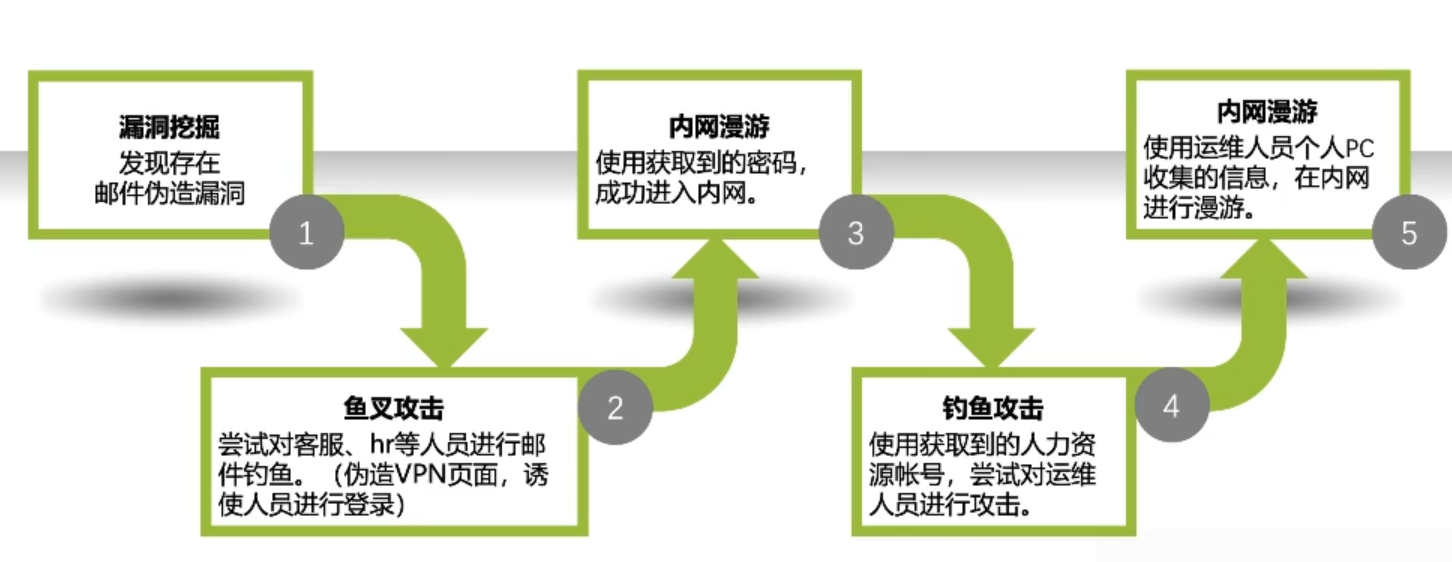 漏洞挖掘
发现存在
邮件伪造漏洞
1
鱼叉攻击
尝试对客服、hr等人员进行邮
件钓鱼。（伪造VPN页面，诱
使人员进行登录）
2
内网漫游
使用获取到的密码，
成功进入内网。
3
钓鱼攻击
使用获取到的人力资
源帐号，尝试对运维
人员进行攻击。
4
内网漫游
使用运维人员个人PC
收集的信息，在内网
进行漫游。
5